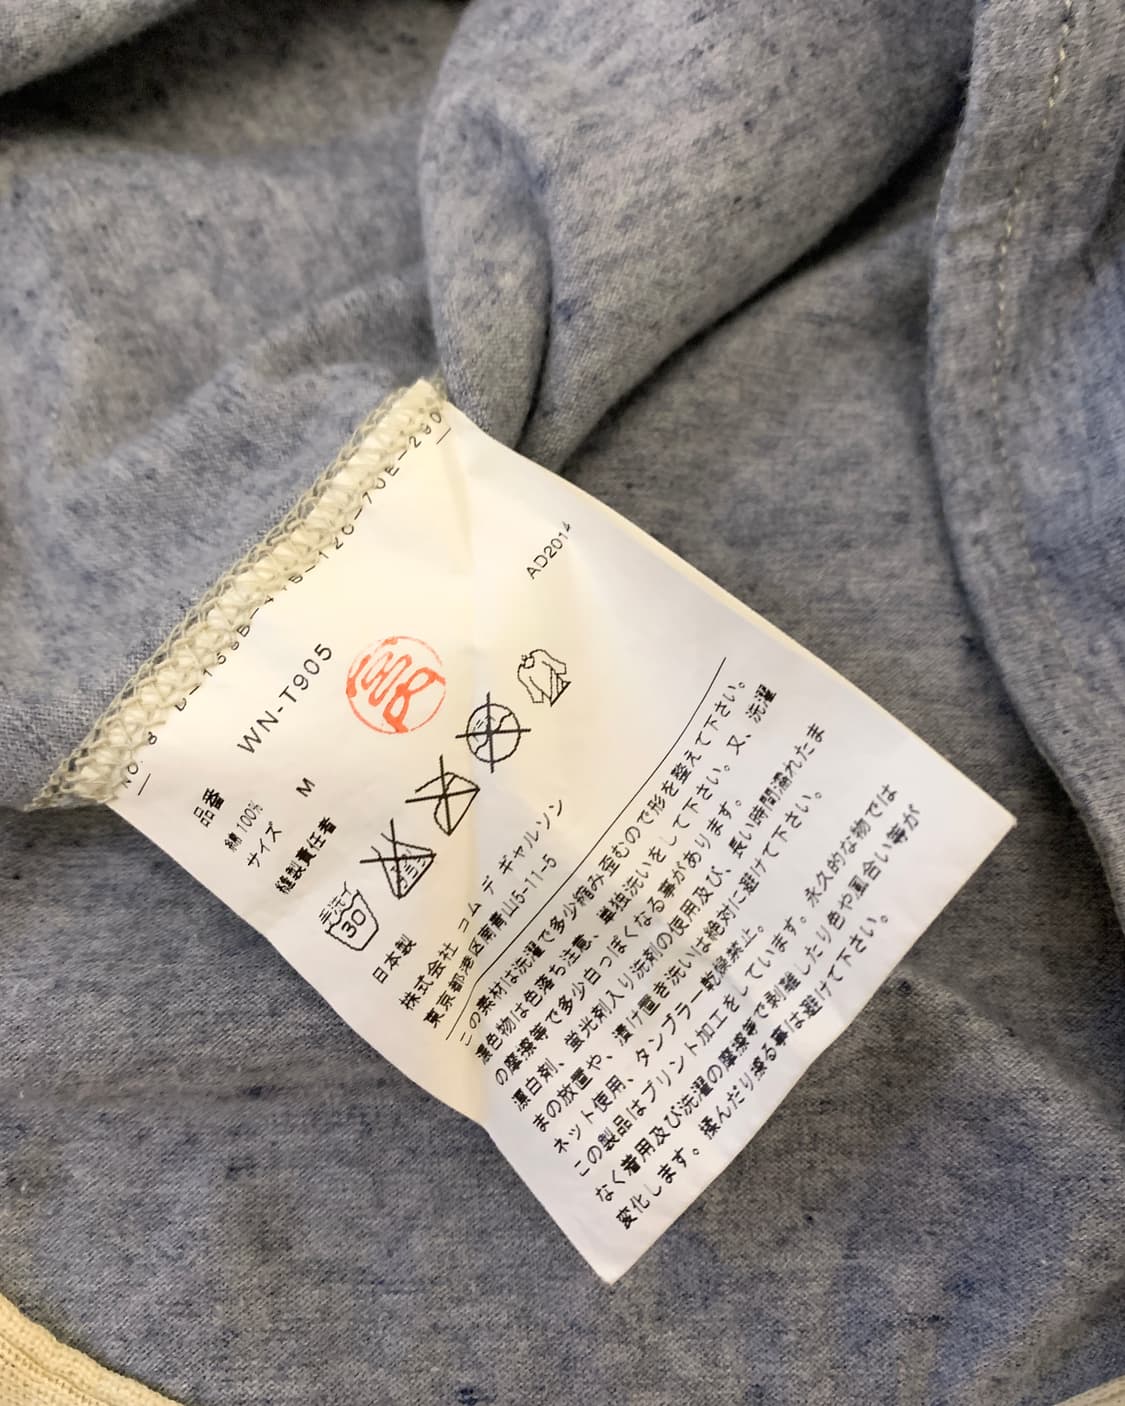 品番 WN-T905
AD2014
綿 100%
サイズ M
縫製責任者
手洗イ
30
日本製
株式会社 コム デ ギャルソン
東京都港区南青山5-11-5
この素材は洗濯で多少縮み歪むので形を整えて下さい。
濃色物は色落ち注意、単独洗いをして下さい。又、洗濯
の摩擦等で多少白っぽくなる事があります。
漂白剤、蛍光剤入り洗剤の使用及び、長い時間濡れたま
まの放置や、漬け置き洗いは絶対に避けて下さい。
ネット使用、タンブラー乾燥禁止。
この製品はプリント加工をしています。永久的な物では
なく着用及び洗濯の摩擦等で剥離したり色や風合い等が
変化します。揉んだり擦る事は避けて下さい。